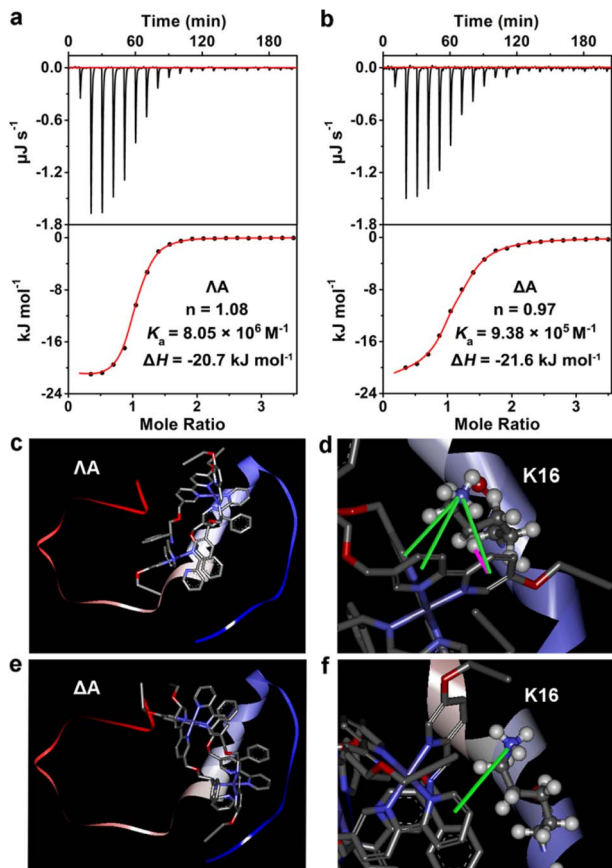 a
b
Time (min)
Time (min)
0 60 120 180
0 60 120 180
0.0
-0.6
-1.2
-1.8
µJ s⁻¹
0.0
-0.6
-1.2
-1.8
µJ s⁻¹
0
-8
-16
-24
kJ mol⁻¹
ΛA
n = 1.08
Kₐ = 8.05 × 10⁶ M⁻¹
ΔH = -20.7 kJ mol⁻¹
0
-8
-16
-24
kJ mol⁻¹
ΔA
n = 0.97
Kₐ = 9.38 × 10⁵ M⁻¹
ΔH = -21.6 kJ mol⁻¹
0 1 2 3
0 1 2 3
Mole Ratio
Mole Ratio
c
ΛA
d
K16
e
ΔA
f
K16